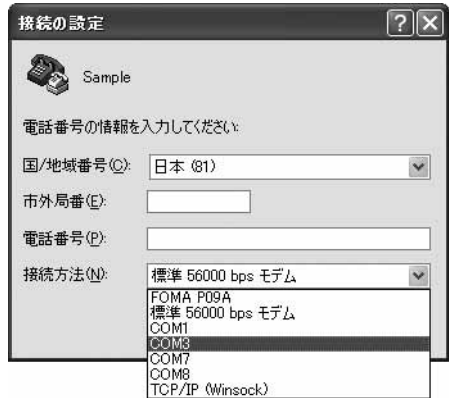 接続の設定
Sample
電話番号の情報を入力してください:
国/地域番号(C): 日本 (81)
市外局番(E):
電話番号(P):
接続方法(N): 標準 56000 bps モデム
FOMA P09A
標準 56000 bps モデム
COM1
COM3
COM7
COM8
TCP/IP (Winsock)